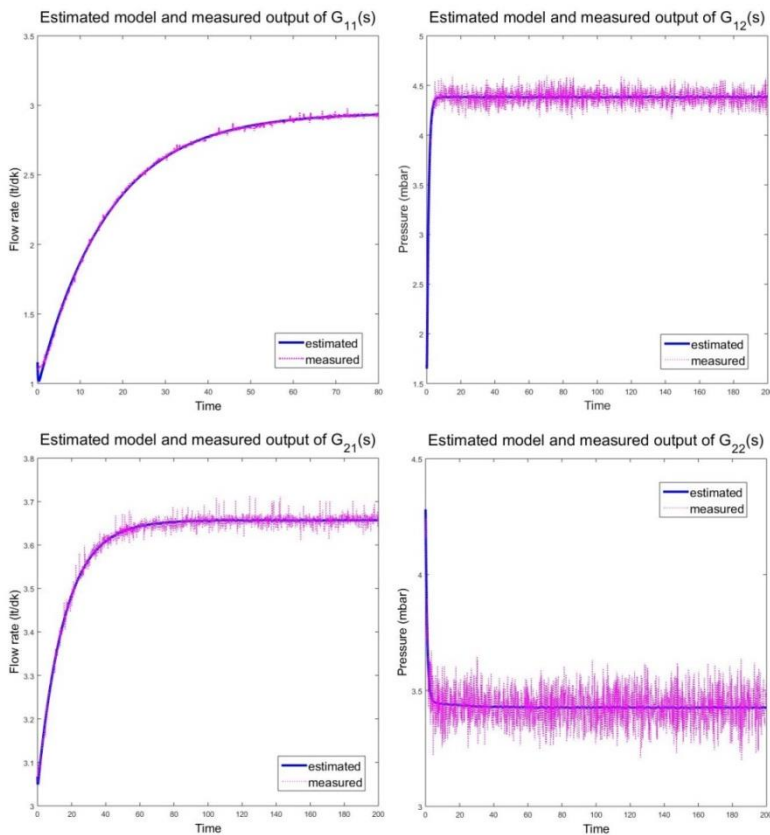 Estimated model and measured output of G11(s)
3.5
3
2.5
2
1.5
1
Flow rate (lt/dk)
estimated
measured
0 10 20 30 40 50 60 70 80
Time
Estimated model and measured output of G12(s)
5
4.5
4
3.5
3
2.5
2
1.5
Pressure (mbar)
estimated
measured
0 20 40 60 80 100 120 140 160 180 200
Time
Estimated model and measured output of G21(s)
3.8
3.7
3.6
3.5
3.4
3.3
3.2
3.1
3
Flow rate (lt/dk)
estimated
measured
0 20 40 60 80 100 120 140 160 180 200
Time
Estimated model and measured output of G22(s)
4.5
4
3.5
3
Pressure (mbar)
estimated
measured
0 20 40 60 80 100 120 140 160 180 200
Time